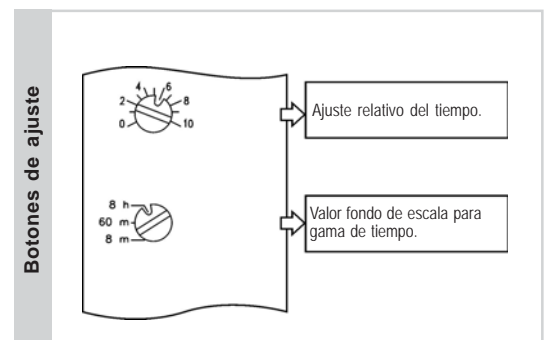 Botones de ajuste
4 6
2 8
0 10
Ajuste relativo del tiempo.
8 h
60 m
8 m
Valor fondo de escala para
gama de tiempo.